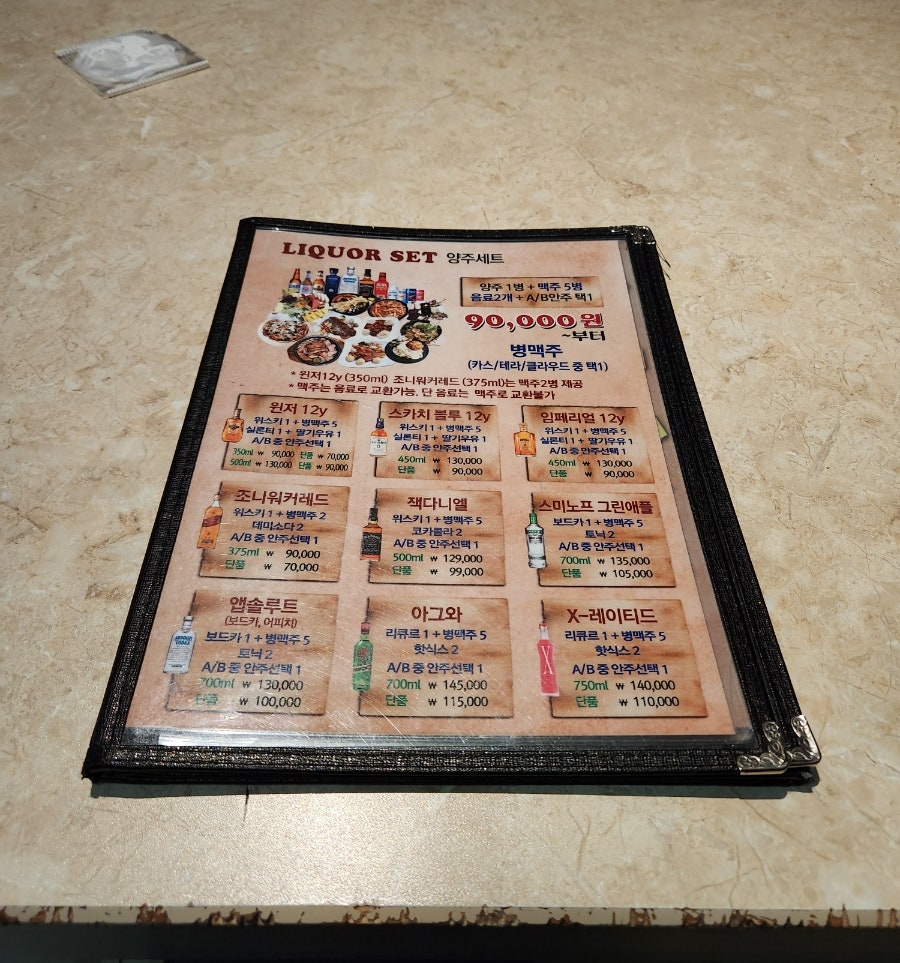 LIQUOR SET 양주세트
양주 1병 + 맥주 5병
음료2개 + A/B안주 택1
90,000원
~부터
병맥주
(카스/테라/클라우드 중 택1)
* 윈저12y (350ml) 조니워커레드 (375ml)는 맥주2병 제공
* 맥주는 음료로 교환가능, 단 음료는 맥주로 교환불가
윈저 12y
위스키 1 + 병맥주 5
실론티 1 + 딸기우유 1
A/B 중 안주선택 1
350ml ₩ 90,000 단품 ₩ 70,000
500ml ₩ 130,000 단품 ₩ 90,000
스카치 블루 12y
위스키 1 + 병맥주 5
실론티 1 + 딸기우유 1
A/B 중 안주선택 1
450ml ₩ 130,000
단품 ₩ 90,000
임페리얼 12y
위스키 1 + 병맥주 5
실론티 1 + 딸기우유 1
A/B 중 안주선택 1
450ml ₩ 130,000
단품 ₩ 90,000
조니워커레드
위스키 1 + 병맥주 2
데미소다 2
A/B 중 안주선택 1
375ml ₩ 90,000
단품 ₩ 70,000
잭다니엘
위스키 1 + 병맥주 5
코카콜라 2
A/B 중 안주선택 1
500ml ₩ 129,000
단품 ₩ 99,000
스미노프 그린애플
보드카 1 + 병맥주 5
토닉 2
A/B 중 안주선택 1
700ml ₩ 135,000
단품 ₩ 105,000
앱솔루트
(보드카, 어피치)
보드카 1 + 병맥주 5
토닉 2
A/B 중 안주선택 1
700ml ₩ 130,000
단품 ₩ 100,000
아그와
리큐르 1 + 병맥주 5
핫식스 2
A/B 중 안주선택 1
700ml ₩ 145,000
단품 ₩ 115,000
X-레이티드
리큐르 1 + 병맥주 5
핫식스 2
A/B 중 안주선택 1
750ml ₩ 140,000
단품 ₩ 110,000